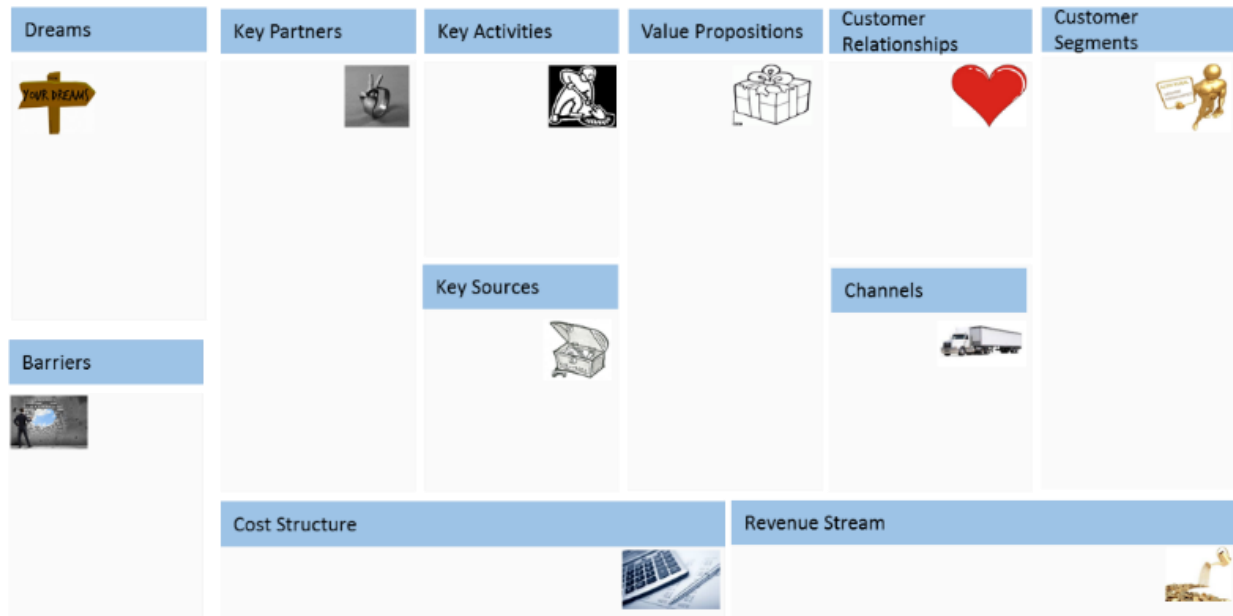 Dreams
Key Partners
Key Activities
Value Propositions
Customer
Relationships
Customer
Segments
YOUR DREAMS
Key Sources
Channels
Barriers
Cost Structure
Revenue Stream